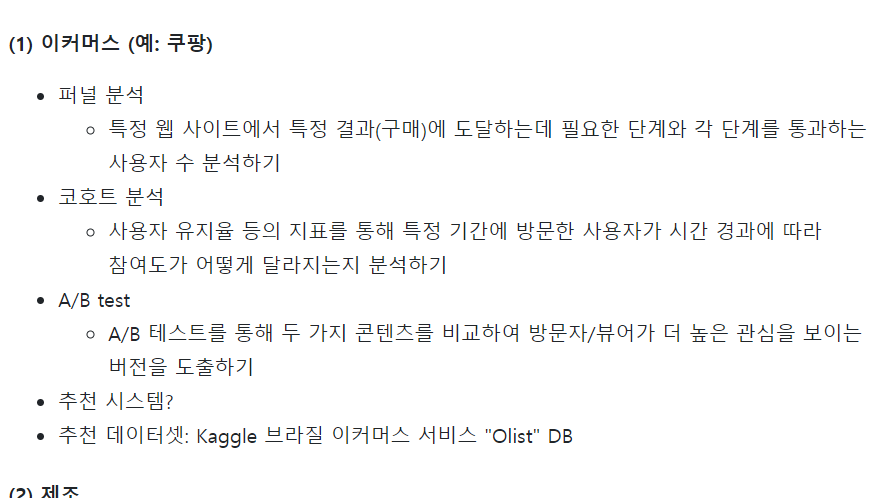 (1) 이커머스 (예: 쿠팡)
퍼널 분석
특정 웹 사이트에서 특정 결과(구매)에 도달하는데 필요한 단계와 각 단계를 통과하는
사용자 수 분석하기
코호트 분석
사용자 유지율 등의 지표를 통해 특정 기간에 방문한 사용자가 시간 경과에 따라
참여도가 어떻게 달라지는지 분석하기
A/B test
A/B 테스트를 통해 두 가지 콘텐츠를 비교하여 방문자/뷰어가 더 높은 관심을 보이는
버전을 도출하기
추천 시스템?
추천 데이터셋: Kaggle 브라질 이커머스 서비스 "Olist" DB
(2) 제조